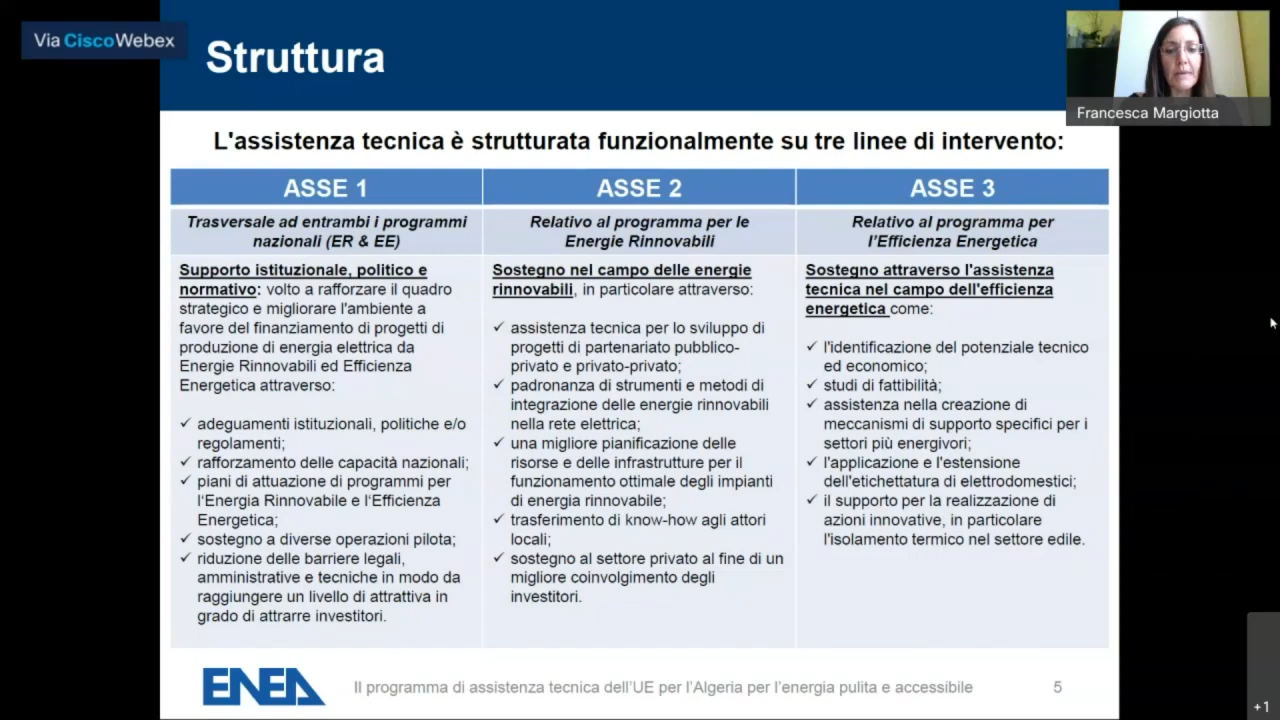 Via Cisco Webex
Struttura
Francesca Margiotta
L'assistenza tecnica è strutturata funzionalmente su tre linee di intervento:
ASSE 1
Trasversale ad entrambi i programmi
nazionali (ER & EE)
Supporto istituzionale, politico e
normativo: volto a rafforzare il quadro
strategico e migliorare l'ambiente a
favore del finanziamento di progetti di
produzione di energia elettrica da
Energie Rinnovabili ed Efficienza
Energetica attraverso:
✓ adeguamenti istituzionali, politiche e/o
regolamenti;
✓ rafforzamento delle capacità nazionali;
✓ piani di attuazione di programmi per
l'Energia Rinnovabile e l'Efficienza
Energetica;
✓ sostegno a diverse operazioni pilota;
✓ riduzione delle barriere legali,
amministrative e tecniche in modo da
raggiungere un livello di attrattiva in
grado di attrarre investitori.
ASSE 2
Relativo al programma per le
Energie Rinnovabili
Sostegno nel campo delle energie
rinnovabili, in particolare attraverso:
✓ assistenza tecnica per lo sviluppo di
progetti di partenariato pubblico-
privato e privato-privato;
✓ padronanza di strumenti e metodi di
integrazione delle energie rinnovabili
nella rete elettrica;
✓ una migliore pianificazione delle
risorse e delle infrastrutture per il
funzionamento ottimale degli impianti
di energia rinnovabile;
✓ trasferimento di know-how agli attori
locali;
✓ sostegno al settore privato al fine di un
migliore coinvolgimento degli
investitori.
ASSE 3
Relativo al programma per
l'Efficienza Energetica
Sostegno attraverso l'assistenza
tecnica nel campo dell'efficienza
energetica come:
✓ l'identificazione del potenziale tecnico
ed economico;
✓ studi di fattibilità;
✓ assistenza nella creazione di
meccanismi di supporto specifici per i
settori più energivori;
✓ l'applicazione e l'estensione
dell'etichettatura di elettrodomestici;
✓ il supporto per la realizzazione di
azioni innovative, in particolare
l'isolamento termico nel settore edile.
ENEA
Il programma di assistenza tecnica dell'UE per l'Algeria per l'energia pulita e accessibile
5
+1